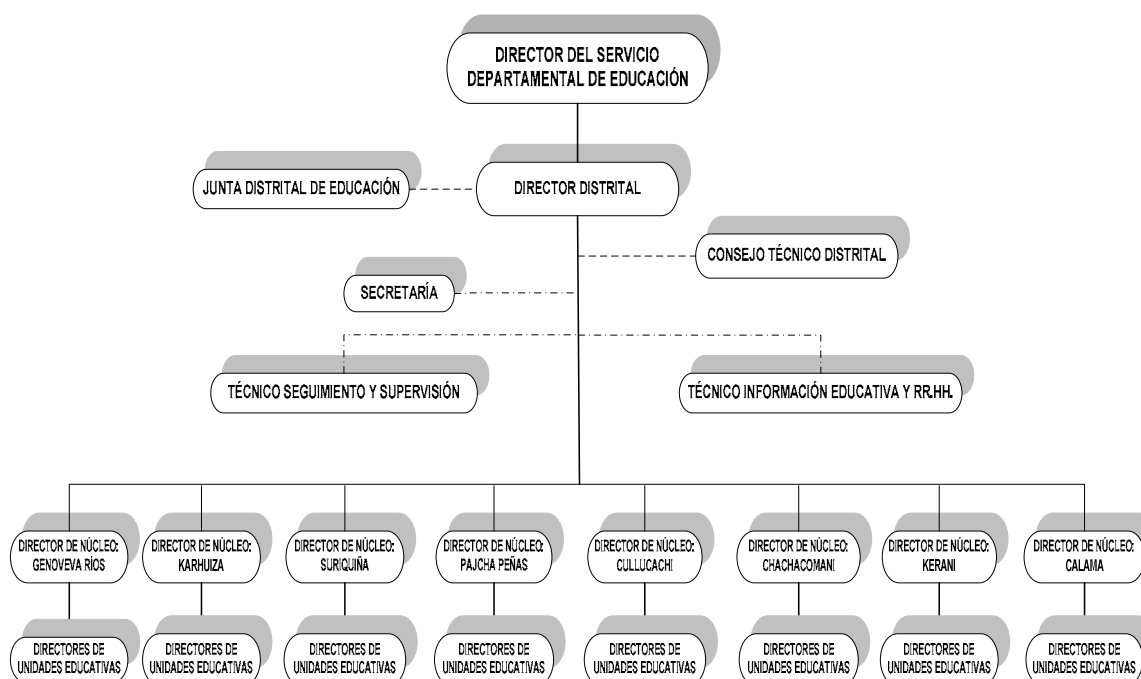 DIRECTOR DEL SERVICIO
DEPARTAMENTAL DE EDUCACIÓN
JUNTA DISTRITAL DE EDUCACIÓN
DIRECTOR DISTRITAL
CONSEJO TÉCNICO DISTRITAL
SECRETARÍA
TÉCNICO SEGUIMIENTO Y SUPERVISIÓN
TÉCNICO INFORMACIÓN EDUCATIVA Y RR.HH.
DIRECTOR DE NÚCLEO:
GENOVEVA RÍOS
DIRECTOR DE NÚCLEO:
KARHUIZA
DIRECTOR DE NÚCLEO:
SURIQUIÑA
DIRECTOR DE NÚCLEO:
PAJCHA PEÑAS
DIRECTOR DE NÚCLEO:
CULLUCACHI
DIRECTOR DE NÚCLEO:
CHACHACOMANI
DIRECTOR DE NÚCLEO:
KERANI
DIRECTOR DE NÚCLEO:
CALAMA
DIRECTORES DE
UNIDADES EDUCATIVAS
DIRECTORES DE
UNIDADES EDUCATIVAS
DIRECTORES DE
UNIDADES EDUCATIVAS
DIRECTORES DE
UNIDADES EDUCATIVAS
DIRECTORES DE
UNIDADES EDUCATIVAS
DIRECTORES DE
UNIDADES EDUCATIVAS
DIRECTORES DE
UNIDADES EDUCATIVAS
DIRECTORES DE
UNIDADES EDUCATIVAS